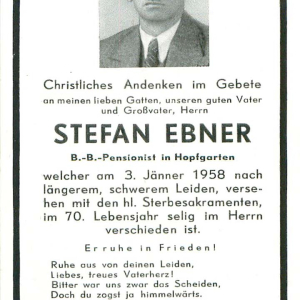 Christliches Andenken im Gebete
an meinen lieben Gatten, unseren guten Vater
und Großvater, Herrn
STEFAN EBNER
B.-B.-Pensionist in Hopfgarten
welcher am 3. Jänner 1958 nach
längerem, schwerem Leiden, verse-
hen mit den hl. Sterbesakramenten,
im 70. Lebensjahr selig im Herrn
verschieden ist.
Er ruhe in Frieden!
Ruhe aus von deinen Leiden,
Liebes, treues Vaterherz!
Bitter war uns zwar das Scheiden,
Doch du zogst ja himmelwärts.